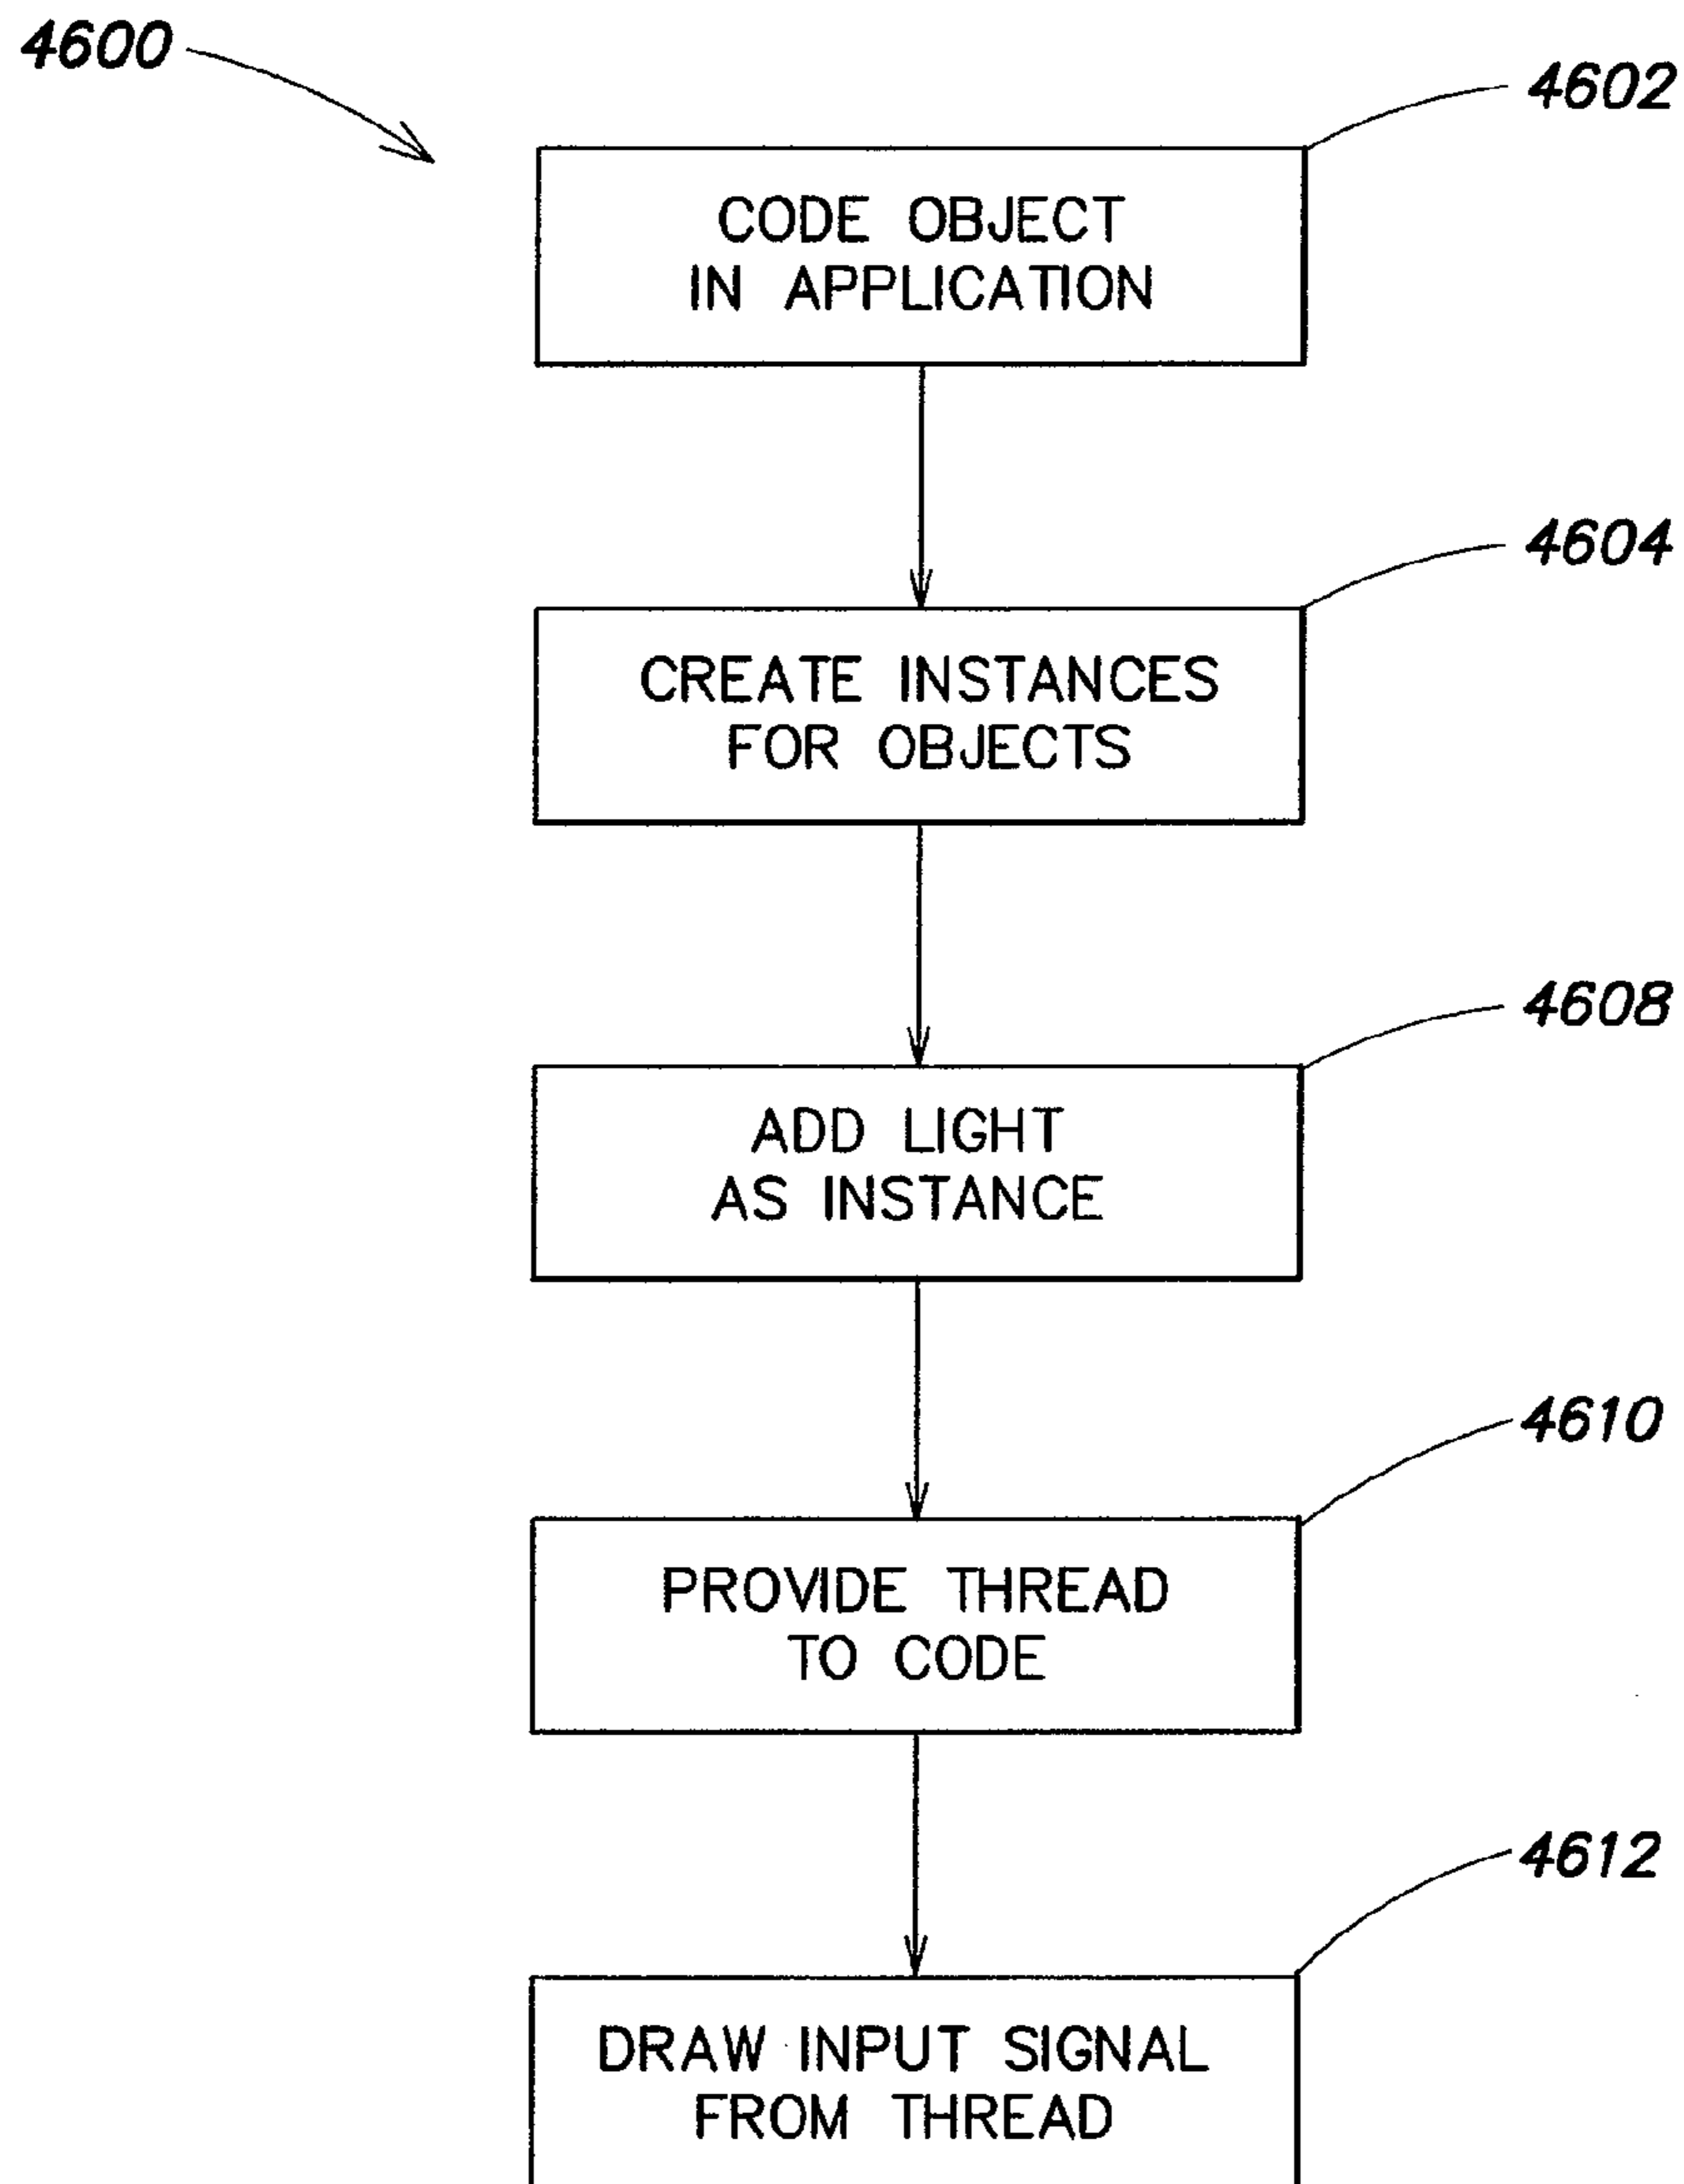 4600
4602
CODE OBJECT
IN APPLICATION
4604
CREATE INSTANCES
FOR OBJECTS
4608
ADD LIGHT
AS INSTANCE
4610
PROVIDE THREAD
TO CODE
4612
DRAW INPUT SIGNAL
FROM THREAD